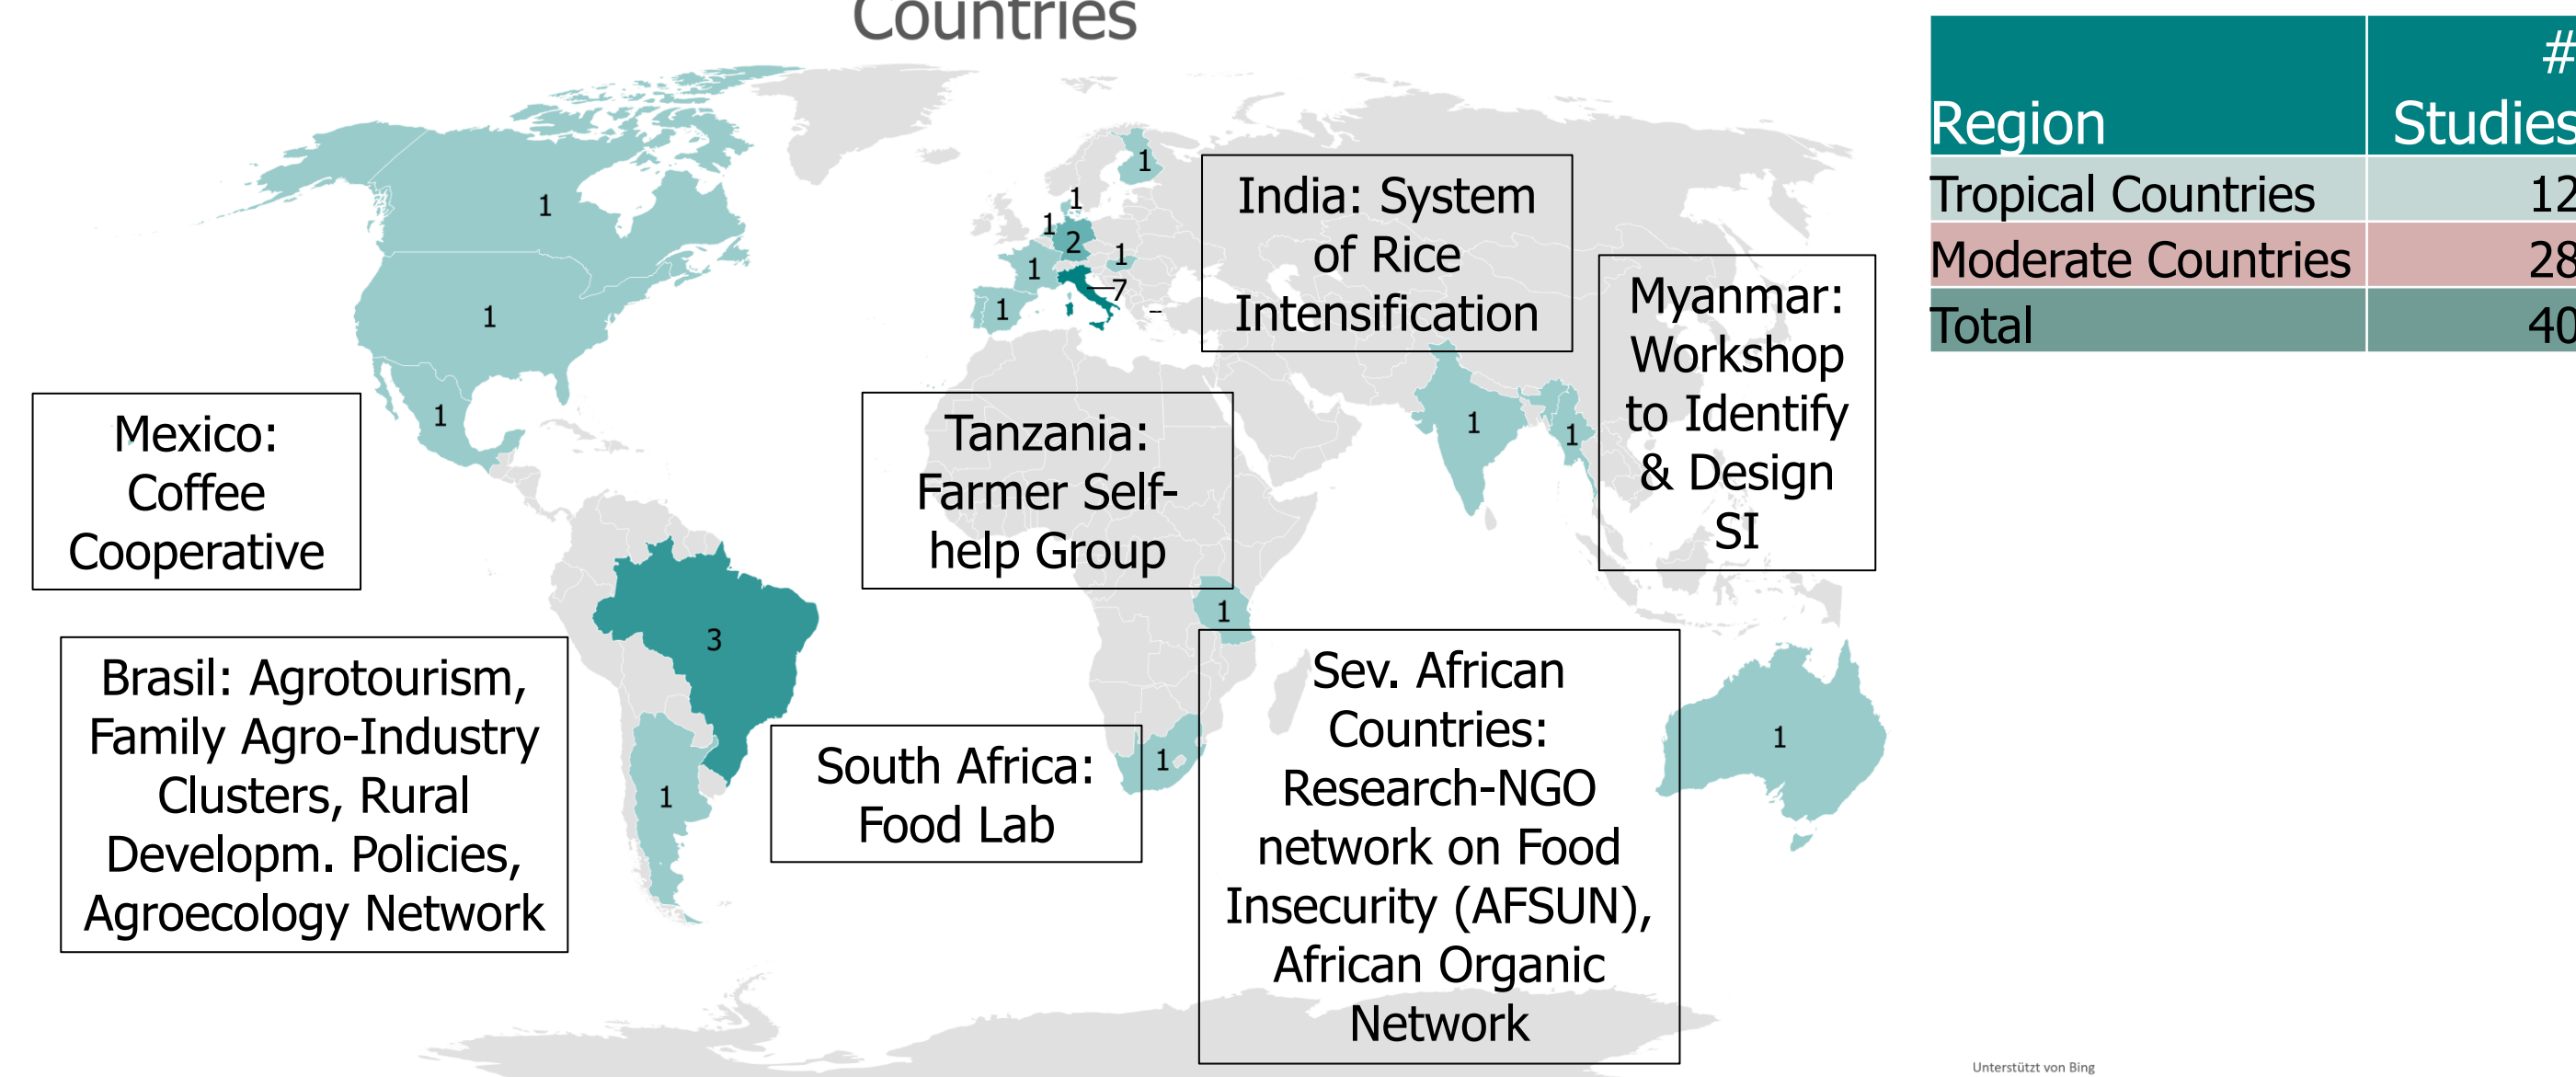 Countries
#
Region
Studies
Tropical Countries
12
Moderate Countries
28
Total
40
1
1
1
3
1
1
1
1
2
1
1
1
7
–
1
1
1
1
1
India: System
of Rice
Intensification
Myanmar:
Workshop
to Identify
& Design
SI
Mexico:
Coffee
Cooperative
Tanzania:
Farmer Self-
help Group
Brasil: Agrotourism,
Family Agro-Industry
Clusters, Rural
Developm. Policies,
Agroecology Network
South Africa:
Food Lab
Sev. African
Countries:
Research-NGO
network on Food
Insecurity (AFSUN),
African Organic
Network
Unterstützt von Bing